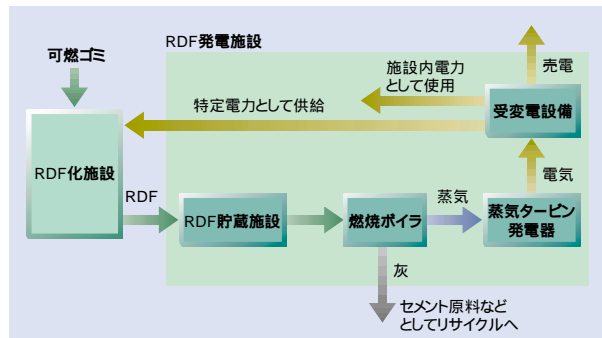 RDF発電施設
可燃ゴミ
施設内電力
として使用
売電
特定電力として供給
受変電設備
RDF化施設
電気
RDF
蒸気
RDF貯蔵施設
燃焼ボイラ
蒸気タービン
発電器
灰
セメント原料など
としてリサイクルへ